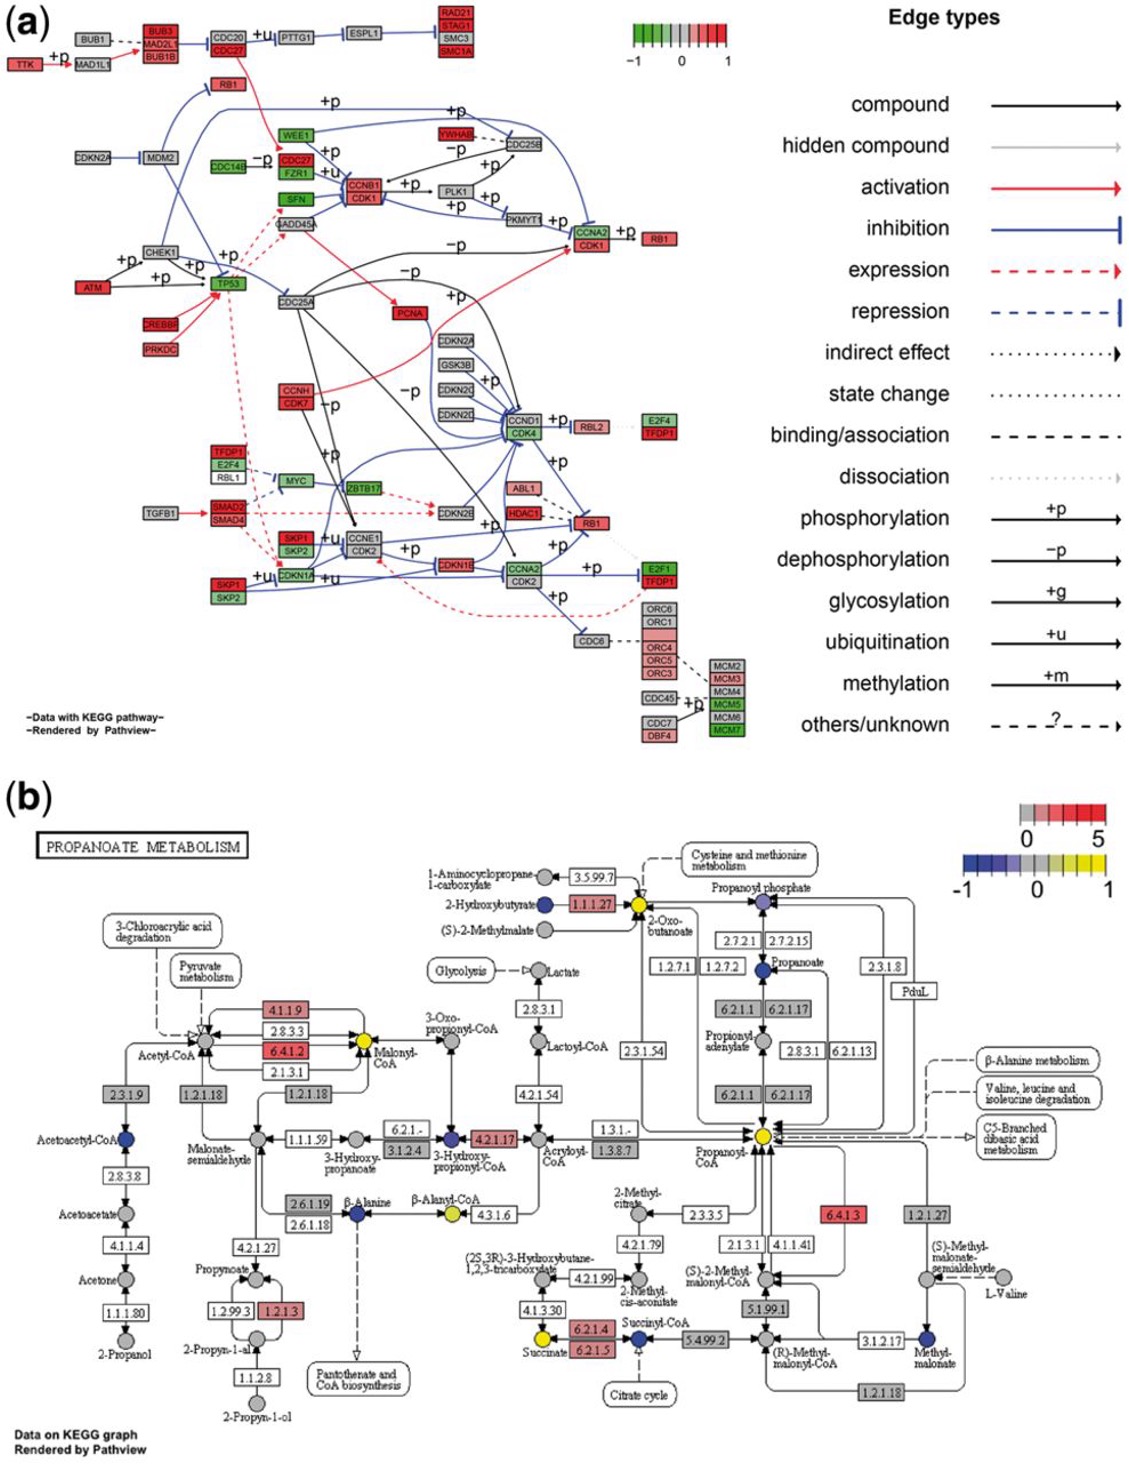 (a)
Edge types
−1 0 1
BUB1
BUB3
MAD2L1
BUB1B
TTK
+p
MAD1L1
CDC20
CDC27
+u
PTTG1
ESPL1
RAD21
STAG1
SMC3
SMC1A
RB1
CDKN2A
MDM2
+p
+p
WEE1
YWHAB
CDC25B
+p
−p
CDC14B
−p
CDC27
FZR1
+u
+p
CCNB1
CDK1
+p
PLK1
SFN
GADD45A
+p
PKMYT1
+p
CCNA2
CDK1
+p
RB1
CHEK1
+p
+p
+p
−p
ATM
+p
TP53
−p
CDC25A
+p
CREBBP
PRKDC
PCNA
CDKN2A
GSK3B
+p
CDKN2C
CDKN2D
CCNH
CDK7
−p
−p
CCND1
CDK4
+p
RBL2
E2F4
TFDP1
TFDP1
E2F4
RBL1
+p
+p
MYC
ZBTB17
ABL1
TGFB1
SMAD2
SMAD4
CDKN2B
HDAC1
+p
RB1
SKP1
SKP2
+u
CCNE1
CDK2
+p
+p
CDKN1B
SKP1
SKP2
+u
CDKN1A
+u
CCNA2
CDK2
+p
E2F1
TFDP1
+p
CDC6
ORC6
ORC1
ORC4
ORC5
ORC3
CDC45
+p
CDC7
DBF4
MCM2
MCM3
MCM4
MCM5
MCM6
MCM7
−Data with KEGG pathway−
−Rendered by Pathview−
compound
hidden compound
activation
inhibition
expression
repression
indirect effect
state change
binding/association
dissociation
phosphorylation +p
dephosphorylation −p
glycosylation +g
ubiquitination +u
methylation +m
others/unknown ?
(b)
PROPANOATE METABOLISM
0 5
-1 0 1
3-Chloroacrylic acid
degradation
Pyruvate
metabolism
1-Aminocyclopropane
1-carboxylate
3.5.99.7
Cysteine and methionine
metabolism
2-Hydroxybutyrate
1.1.1.27
2-Oxo-
butanoate
(S)-2-Methylmalate
Propanoyl phosphate
2.7.2.1
2.7.2.15
1.2.7.1
1.2.7.2
Propanoate
2.3.1.8
PduL
Glycolysis
Lactate
2.8.3.1
6.2.1.1
6.2.1.17
Lactoyl-CoA
Propionyl
adenylate
2.3.1.54
2.8.3.1
6.2.1.13
6.2.1.1
6.2.1.17
4.1.1.9
2.8.3.3
6.4.1.2
2.1.3.1
Acetyl-CoA
Malonyl-
CoA
3-Oxo-
propionyl-CoA
4.2.1.54
2.3.1.9
1.2.1.18
1.2.1.18
β-Alanine metabolism
Valine, leucine and
isoleucine degradation
C5-Branched
dibasic acid
metabolism
Acetoacetyl-CoA
Malonate-
semialdehyde
1.1.1.59
3-Hydroxy-
propanoate
6.2.1.-
3.1.2.4
3-Hydroxy-
propionyl-CoA
4.2.1.17
Acryloyl-
CoA
1.3.1.-
1.3.8.7
Propanoyl-
CoA
2.8.3.8
Acetoacetate
2.6.1.19
2.6.1.18
β-Alanine
β-Alanyl-CoA
4.3.1.6
2-Methyl-
citrate
2.3.3.5
6.4.1.3
1.2.1.27
4.1.1.4
4.2.1.27
4.2.1.79
2.1.3.1
4.1.1.41
Acetone
Propynoate
(2S,3R)-3-Hydroxybutane-
1,2,3-tricarboxylate
4.2.1.99
2-Methyl-
cis-aconitate
(S)-2-Methyl-
malonyl-CoA
(S)-Methyl-
malonate-
semialdehyde
L-Valine
1.1.1.80
1.2.99.3
1.2.1.3
4.1.3.30
5.1.99.1
2-Propanol
2-Propyn-1-al
Succinate
6.2.1.4
6.2.1.5
Succinyl-CoA
5.4.99.2
(R)-Methyl-
malonyl-CoA
3.1.2.17
Methyl-
malonate
1.1.2.8
Pantothenate and
CoA biosynthesis
Citrate cycle
1.2.1.18
2-Propyn-1-ol
Data on KEGG graph
Rendered by Pathview